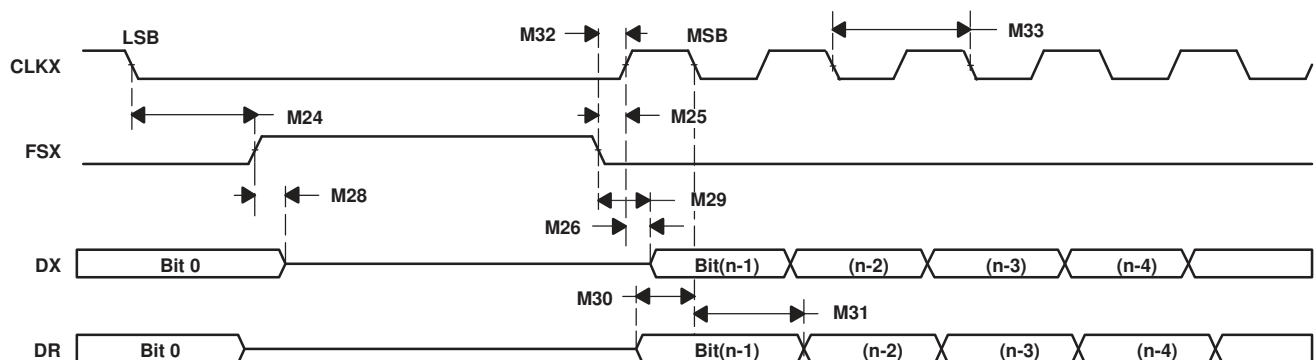 LSB M32 MSB M33
CLKX
M24 M25
FSX
M28 M29
M26
DX Bit 0 Bit(n-1) (n-2) (n-3) (n-4)
M30 M31
DR Bit 0 Bit(n-1) (n-2) (n-3) (n-4)